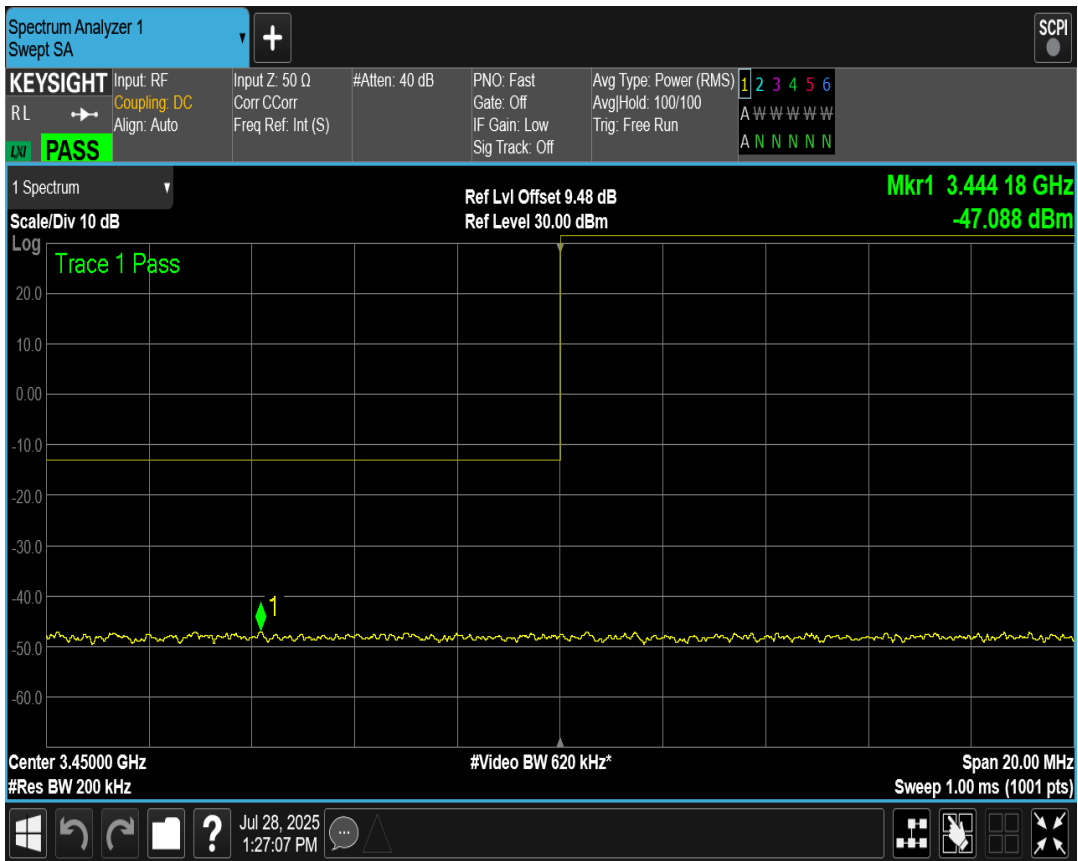 Spectrum Analyzer 1
Swept SA
+
SCPI
KEYSIGHT
RL
LXI PASS
Input: RF
Coupling: DC
Align: Auto
Input Z: 50 Ω
Corr CCorr
Freq Ref: Int (S)
#Atten: 40 dB
PNO: Fast
Gate: Off
IF Gain: Low
Sig Track: Off
Avg Type: Power (RMS)
Avg|Hold: 100/100
Trig: Free Run
1 2 3 4 5 6
A W W W W W
A N N N N N
1 Spectrum
Scale/Div 10 dB
Ref Lvl Offset 9.48 dB
Ref Level 30.00 dBm
Mkr1 3.444 18 GHz
-47.088 dBm
Log
Trace 1 Pass
20.0
10.0
0.00
-10.0
-20.0
-30.0
-40.0
1
-50.0
-60.0
Center 3.45000 GHz
#Video BW 620 kHz*
Span 20.00 MHz
#Res BW 200 kHz
Sweep 1.00 ms (1001 pts)
?
Jul 28, 2025
1:27:07 PM